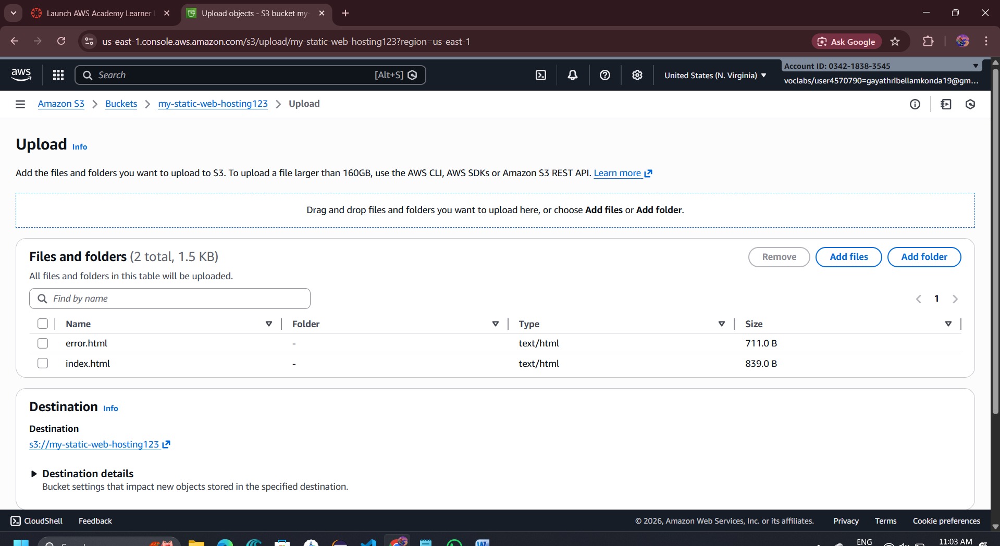 Launch AWS Academy Learner
Upload objects - S3 bucket my-
us-east-1.console.aws.amazon.com/s3/upload/my-static-web-hosting123?region=us-east-1
Ask Google
aws
Search
[Alt+S]
United States (N. Virginia)
Account ID: 0342-1838-3545
voclabs/user4570790=gayathribellamkonda19@gm...
Amazon S3
Buckets
my-static-web-hosting123
Upload
Upload Info
Add the files and folders you want to upload to S3. To upload a file larger than 160GB, use the AWS CLI, AWS SDKs or Amazon S3 REST API. Learn more
Drag and drop files and folders you want to upload here, or choose Add files or Add folder.
Files and folders (2 total, 1.5 KB)
Remove
Add files
Add folder
All files and folders in this table will be uploaded.
Find by name
1
Name Folder Type Size
error.html - text/html 711.0 B
index.html - text/html 839.0 B
Destination Info
Destination
s3://my-static-web-hosting123
Destination details
Bucket settings that impact new objects stored in the specified destination.
CloudShell
Feedback
© 2026, Amazon Web Services, Inc. or its affiliates.
Privacy
Terms
Cookie preferences
ENG
11:03 AM